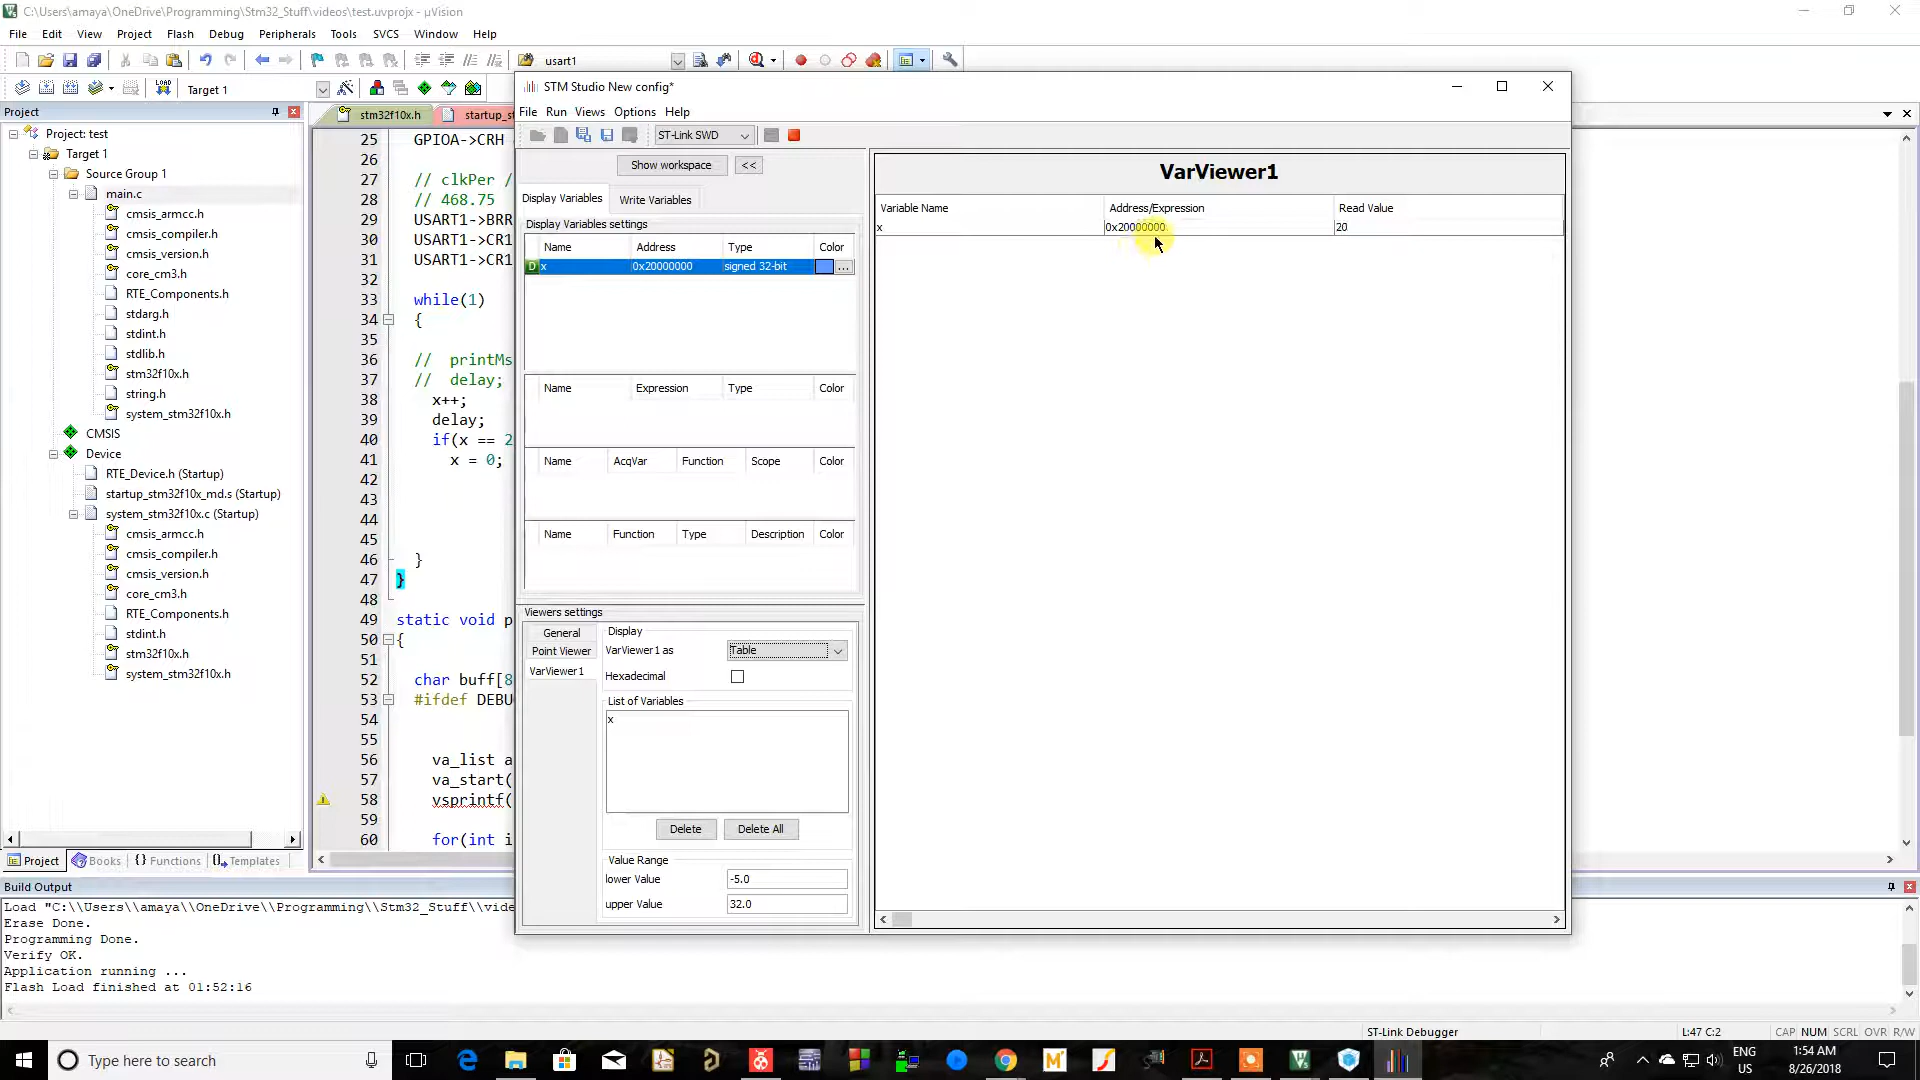 C:\Users\amaya\OneDrive\Programming\Stm32_Stuff\videos\test.uvprojx - µVision
File Edit View Project Flash Debug Peripherals Tools SVCS Window Help
usart1
LOAD Target 1
Project
Project: test
Target 1
Source Group 1
main.c
cmsis_armcc.h
cmsis_compiler.h
cmsis_version.h
core_cm3.h
RTE_Components.h
stdarg.h
stdint.h
stdlib.h
stm32f10x.h
string.h
system_stm32f10x.h
CMSIS
Device
RTE_Device.h (Startup)
startup_stm32f10x_md.s (Startup)
system_stm32f10x.c (Startup)
cmsis_armcc.h
cmsis_compiler.h
cmsis_version.h
core_cm3.h
RTE_Components.h
stdint.h
stm32f10x.h
system_stm32f10x.h
Project Books {} Functions Templates
stm32f10x.h startup_s
25 GPIOA->CRH
26
27 // clkPer /
28 // 468.75
29 USART1->BRR
30 USART1->CR1
31 USART1->CR1
32
33 while(1)
34 {
35
36 // printMs
37 // delay;
38 x++;
39 delay;
40 if(x == 2
41 x = 0;
42
43
44
45
46 }
47 }
48
49 static void p
50 {
51
52 char buff[8
53 #ifdef DEBU
54
55
56 va_list a
57 va_start(
58 vsprintf(
59
60 for(int i
STM Studio New config*
File Run Views Options Help
ST-Link SWD
Show workspace <<
Display Variables Write Variables
Display Variables settings
Name Address Type Color
D x 0x20000000 signed 32-bit ...
Name Expression Type Color
Name AcqVar Function Scope Color
Name Function Type Description Color
Viewers settings
General
Point Viewer
VarViewer1
Display
VarViewer1 as Table
Hexadecimal
List of Variables
x
Delete Delete All
Value Range
lower Value -5.0
upper Value 32.0
VarViewer1
Variable Name Address/Expression Read Value
x 0x20000000 20
Build Output
Load "C:\\Users\\amaya\\OneDrive\\Programming\\Stm32_Stuff\\vide
Erase Done.
Programming Done.
Verify OK.
Application running ...
Flash Load finished at 01:52:16
ST-Link Debugger L:47 C:2 CAP NUM SCRL OVR R/W
Type here to search
ENG
US
1:54 AM
8/26/2018